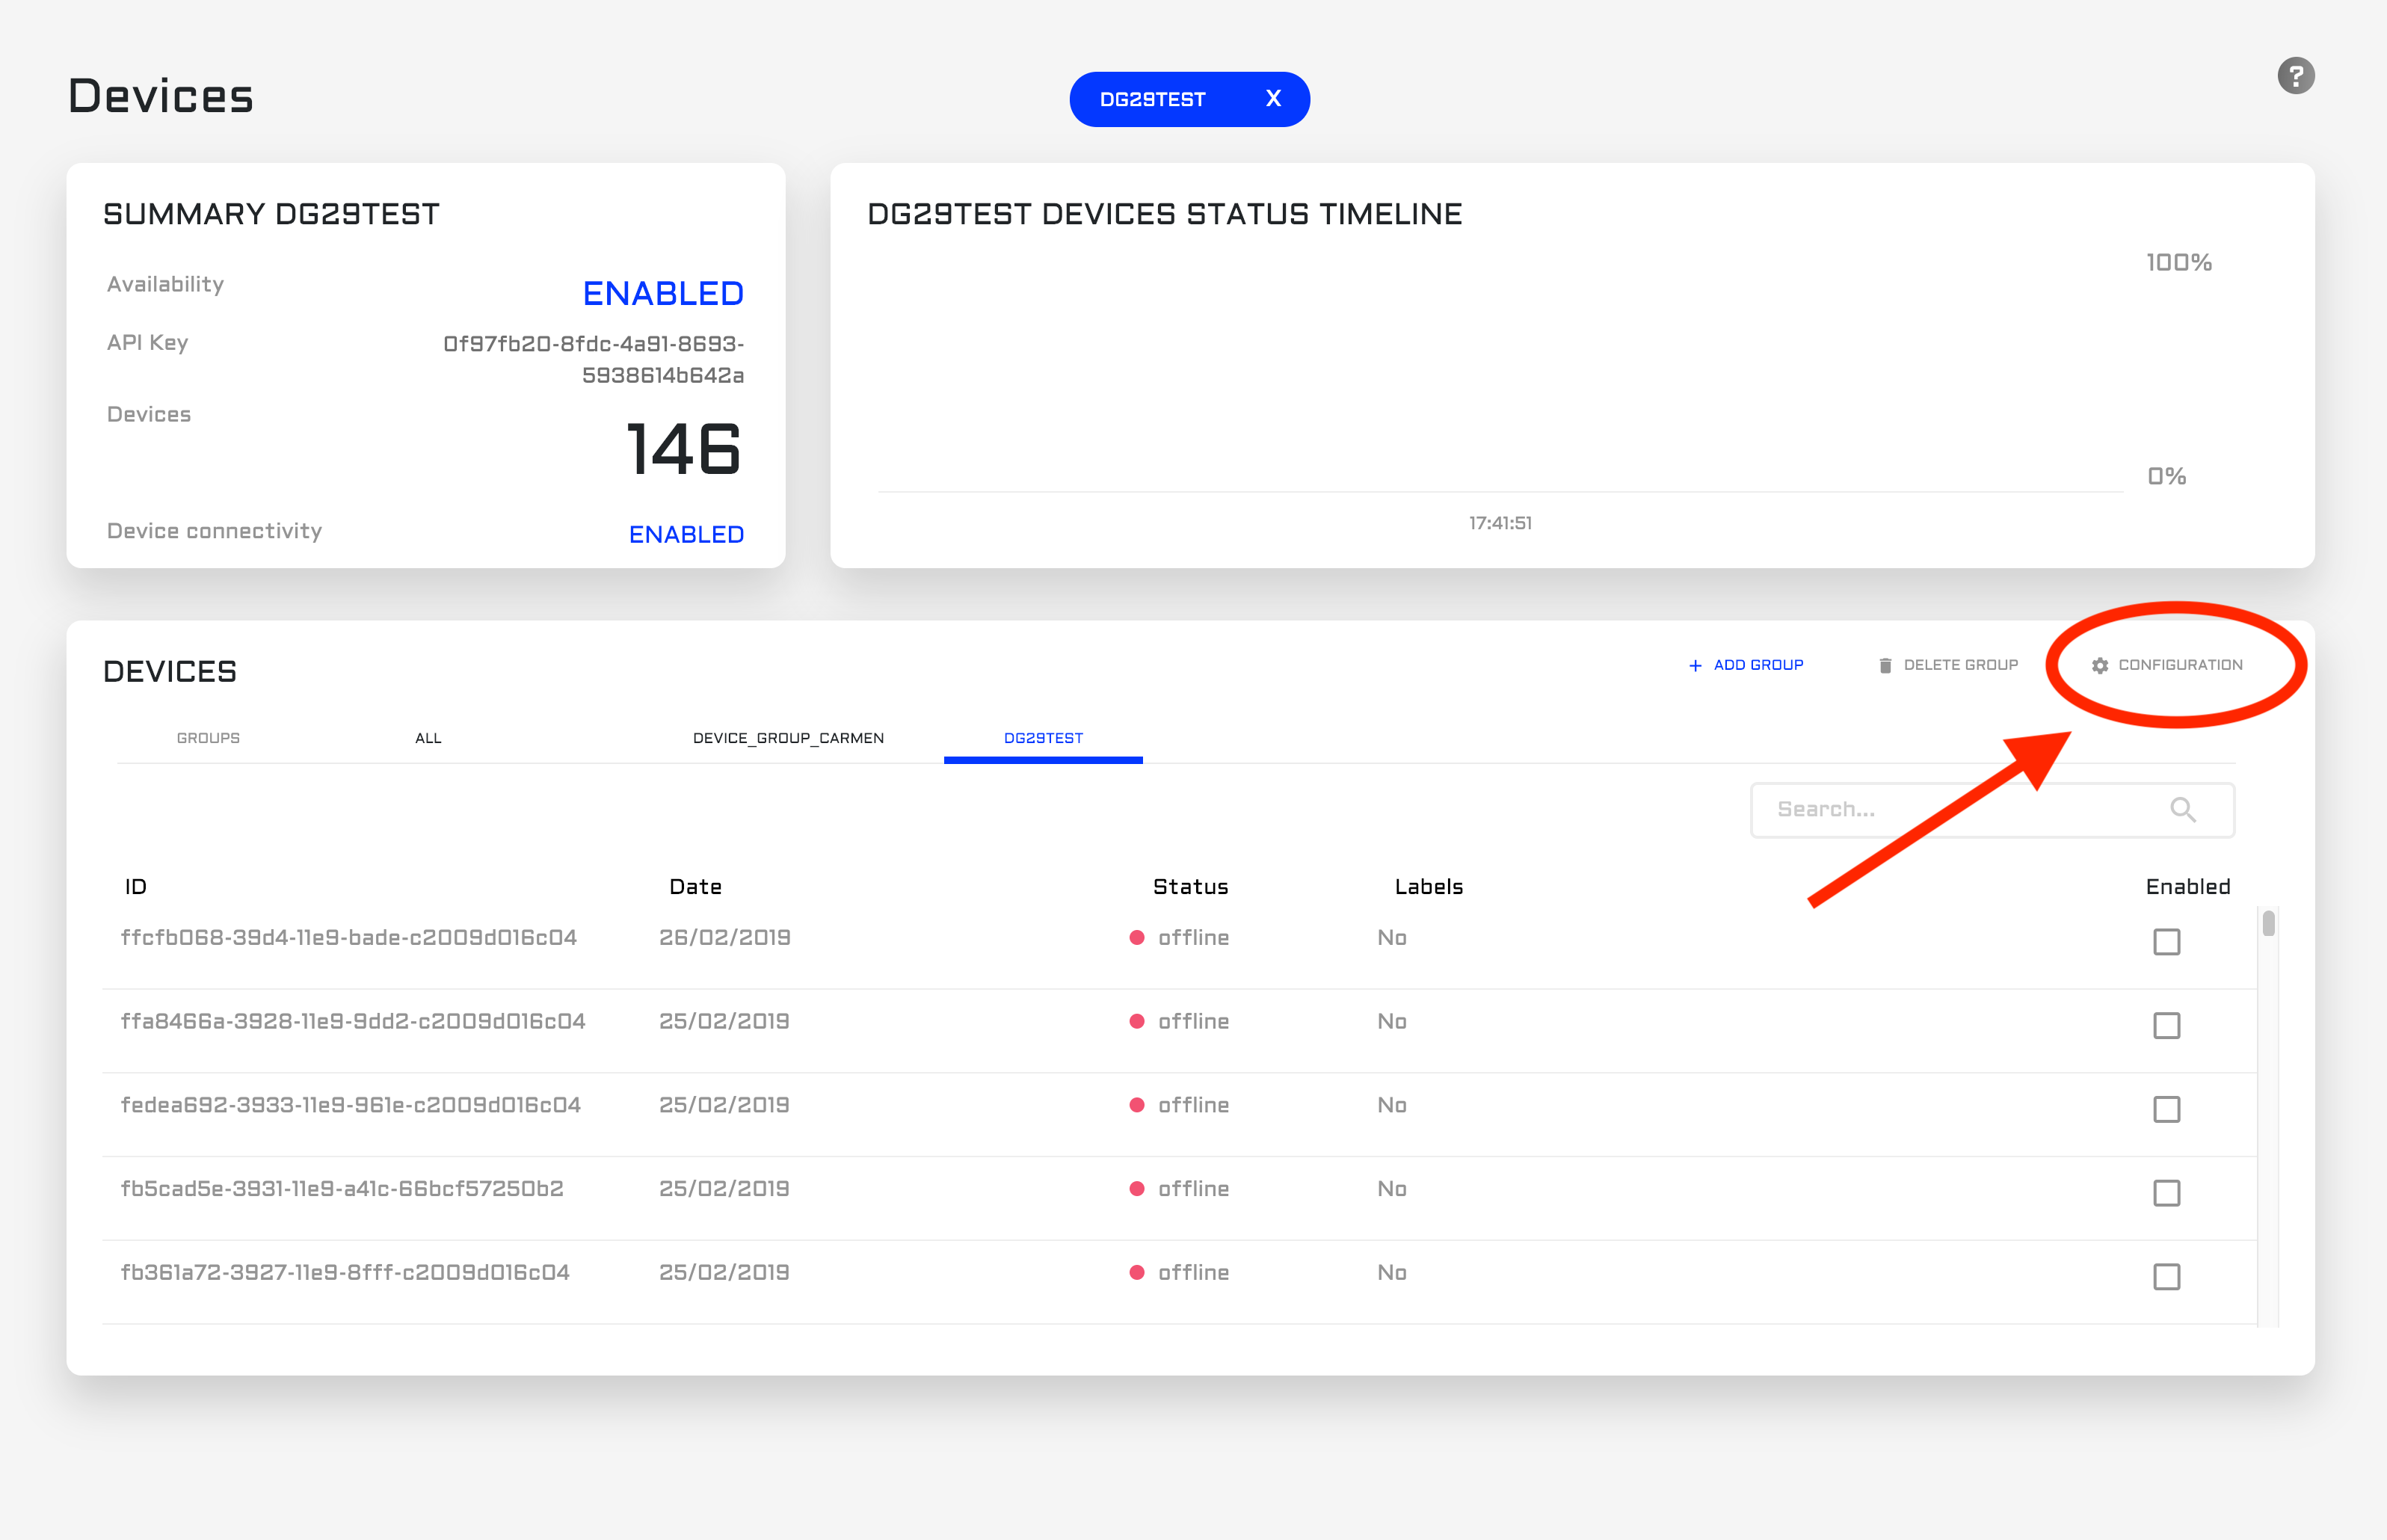 Devices
DG29TEST X
?
SUMMARY DG29TEST
Availability ENABLED
API Key 0f97fb20-8fdc-4a91-8693-
5938614b642a
Devices 146
Device connectivity ENABLED
DG29TEST DEVICES STATUS TIMELINE
100%
0%
17:41:51
DEVICES
+ ADD GROUP DELETE GROUP CONFIGURATION
GROUPS ALL DEVICE_GROUP_CARMEN DG29TEST
Search...
ID Date Status Labels Enabled
ffcfb068-39d4-11e9-bade-c2009d016c04 26/02/2019 offline No
ffa8466a-3928-11e9-9dd2-c2009d016c04 25/02/2019 offline No
fedea692-3933-11e9-961e-c2009d016c04 25/02/2019 offline No
fb5cad5e-3931-11e9-a41c-66bcf57250b2 25/02/2019 offline No
fb361a72-3927-11e9-8fff-c2009d016c04 25/02/2019 offline No